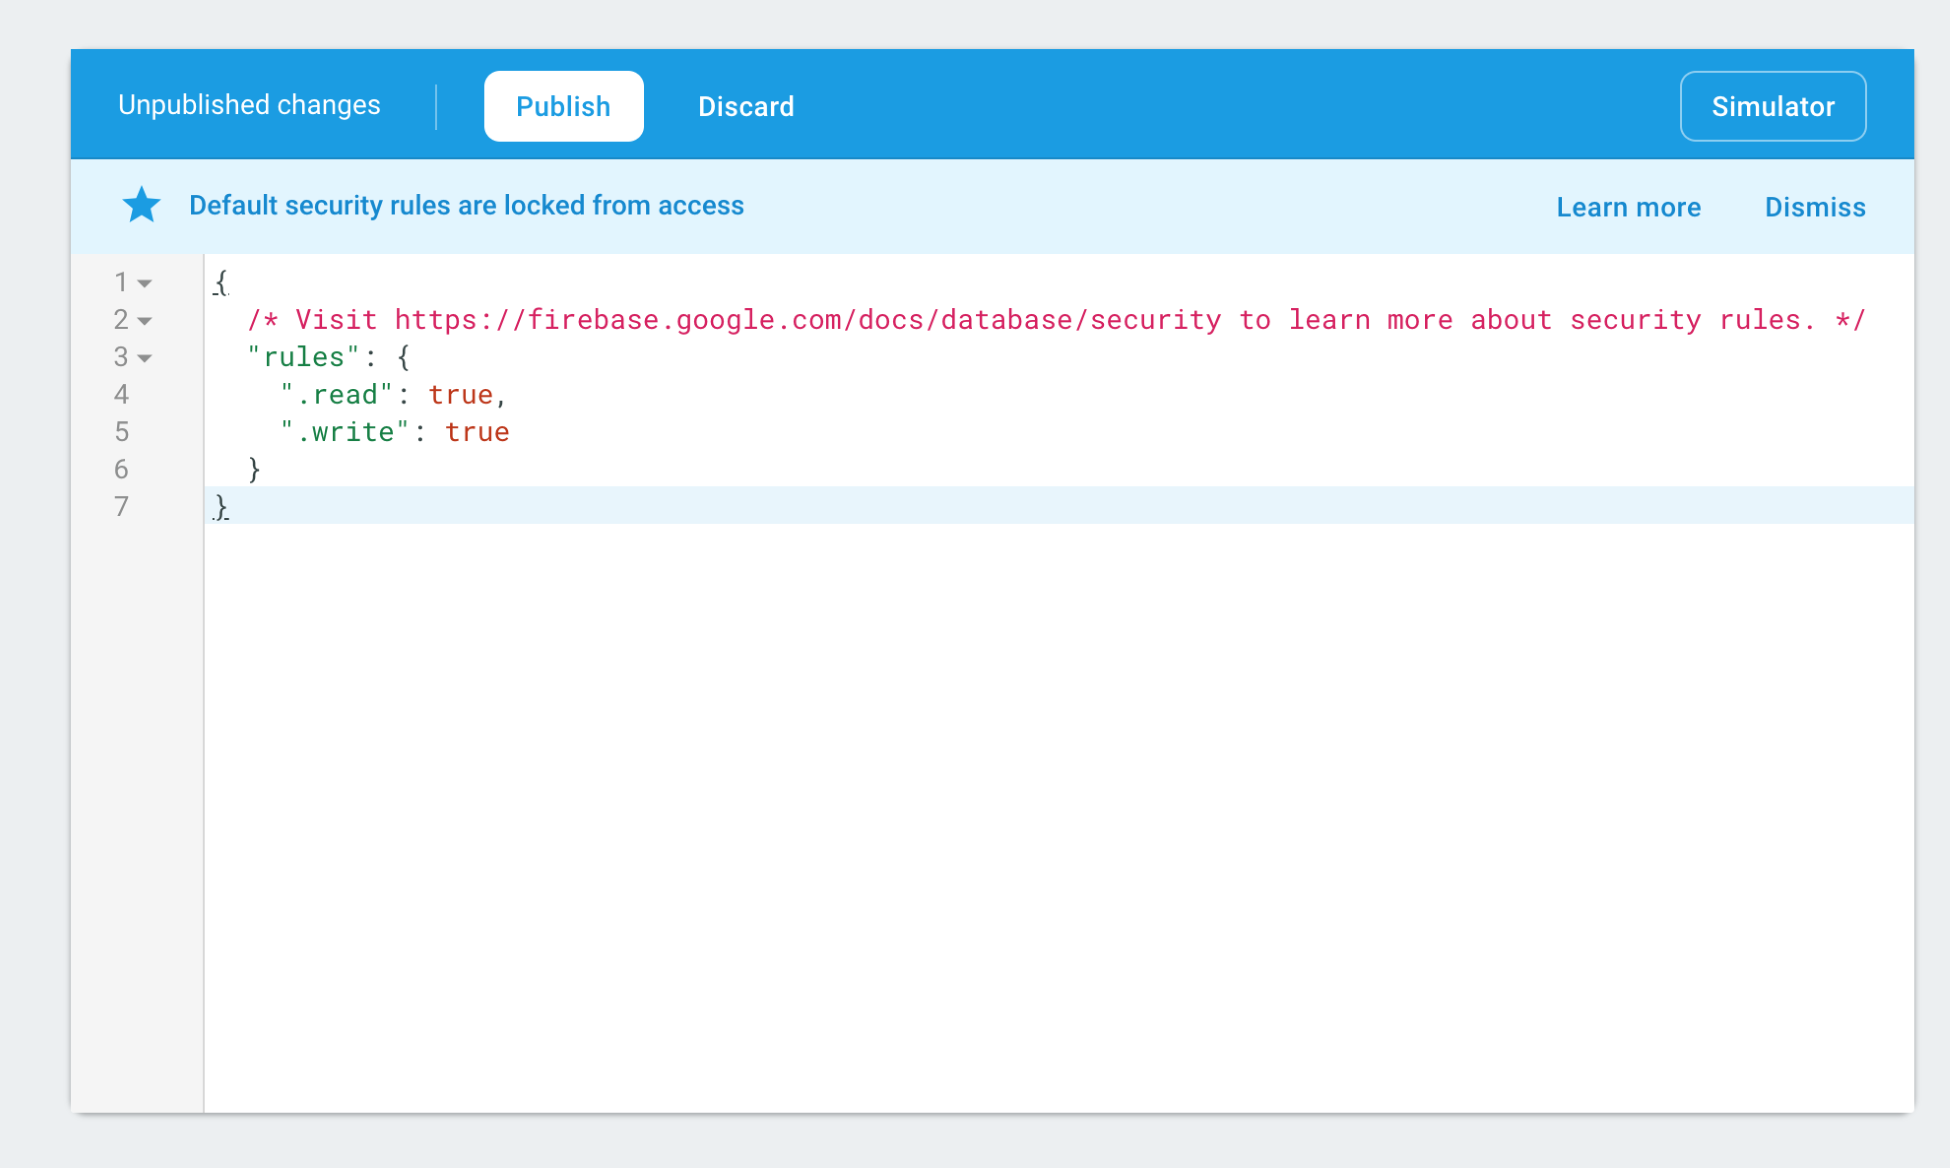 Unpublished changes Publish Discard Simulator
Default security rules are locked from access Learn more Dismiss
1 {
2 /* Visit https://firebase.google.com/docs/database/security to learn more about security rules. */
3 "rules": {
4 ".read": true,
5 ".write": true
6 }
7 }